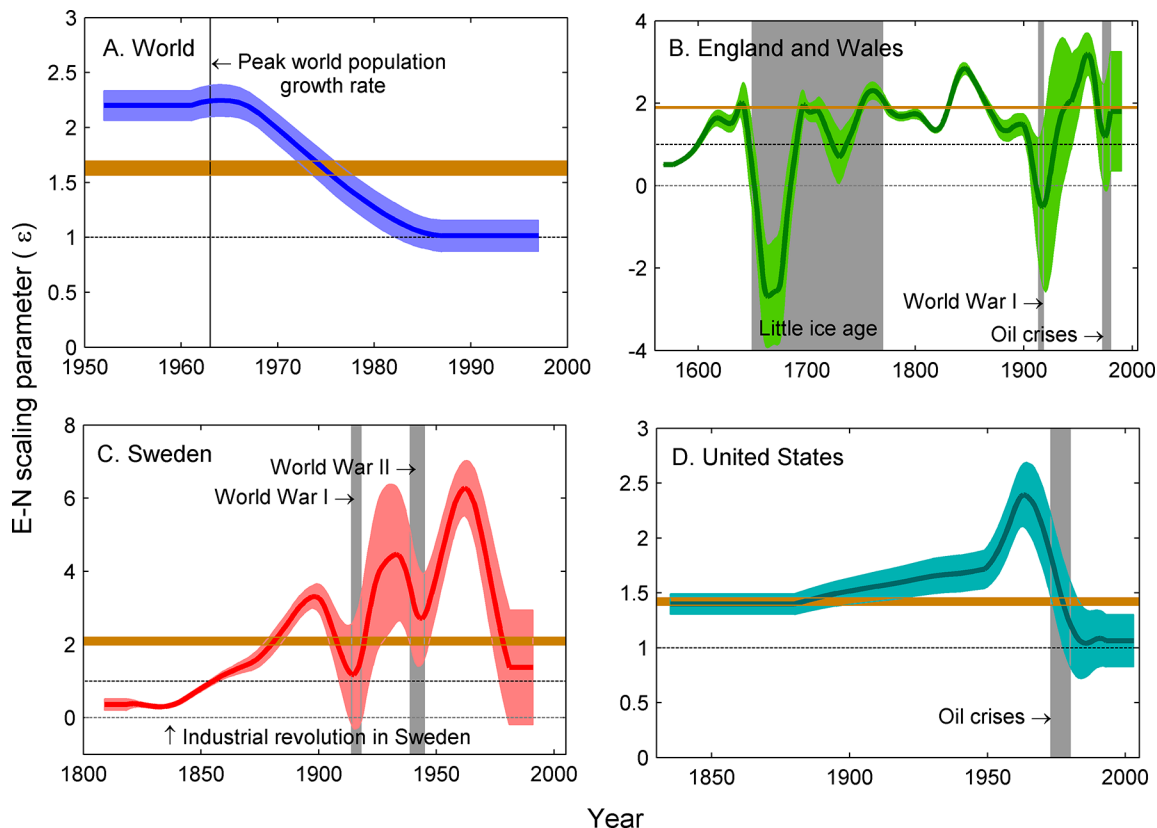 E-N scaling parameter ( ε)
A. World
← Peak world population
growth rate
3
2.5
2
1.5
1
0.5
0
1950 1960 1970 1980 1990 2000
B. England and Wales
World War I →
Oil crises →
Little ice age
4
2
0
-2
-4
1600 1700 1800 1900 2000
C. Sweden
World War II →
World War I →
↑ Industrial revolution in Sweden
8
6
4
2
0
1800 1850 1900 1950 2000
D. United States
Oil crises →
3
2.5
2
1.5
1
0.5
0
1850 1900 1950 2000
Year